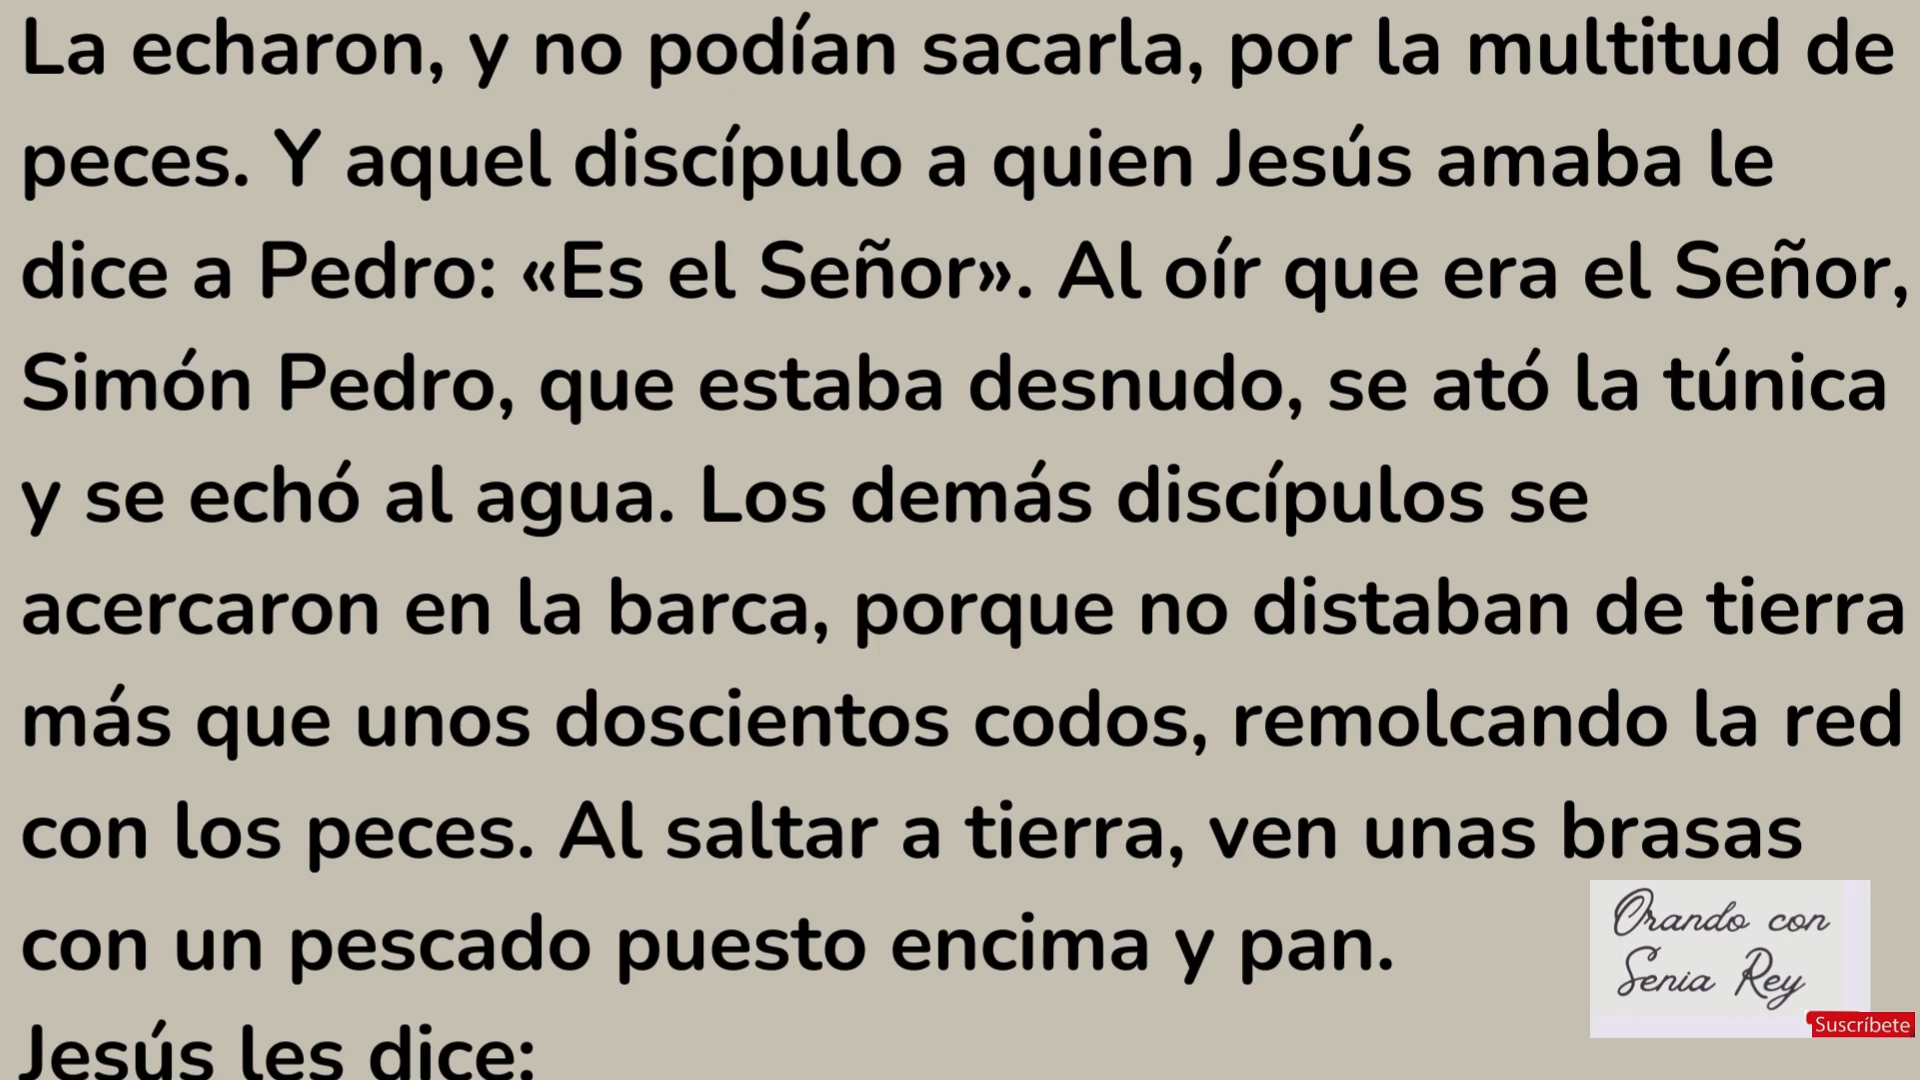 La echaron, y no podían sacarla, por la multitud de
peces. Y aquel discípulo a quien Jesús amaba le
dice a Pedro: «Es el Señor». Al oír que era el Señor,
Simón Pedro, que estaba desnudo, se ató la túnica
y se echó al agua. Los demás discípulos se
acercaron en la barca, porque no distaban de tierra
más que unos doscientos codos, remolcando la red
con los peces. Al saltar a tierra, ven unas brasas
con un pescado puesto encima y pan.
Jesús les dice:
Orando con
Senia Rey
Suscríbete